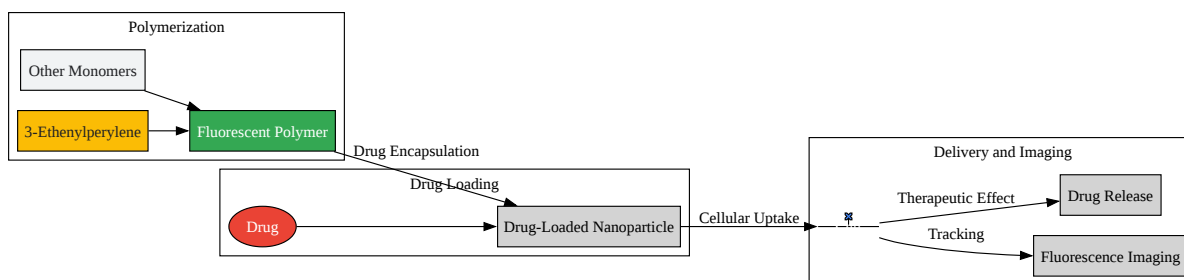 Polymerization
Other Monomers
3-Ethenylperylene
Fluorescent Polymer
Drug Encapsulation
Drug Loading
Drug
Drug-Loaded Nanoparticle
Cellular Uptake
Delivery and Imaging
Therapeutic Effect
Tracking
Drug Release
Fluorescence Imaging